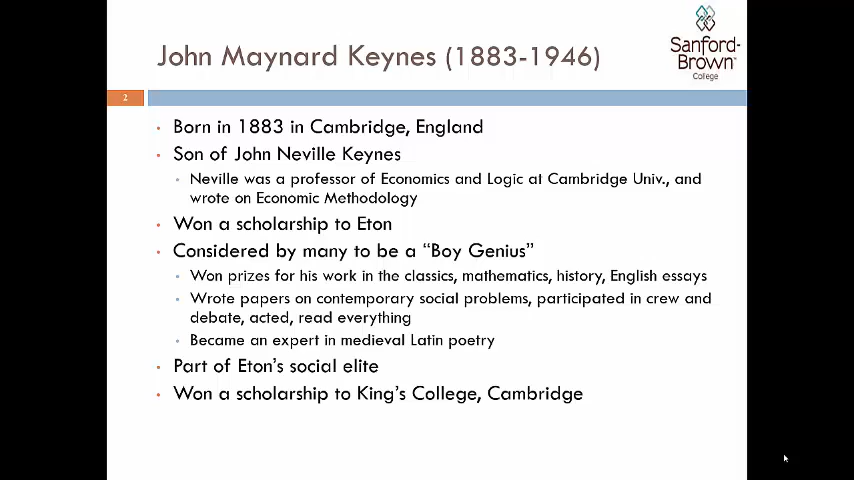 John Maynard Keynes (1883-1946)
Sanford-
Brown™
College
2
• Born in 1883 in Cambridge, England
• Son of John Neville Keynes
• Neville was a professor of Economics and Logic at Cambridge Univ., and
wrote on Economic Methodology
• Won a scholarship to Eton
• Considered by many to be a “Boy Genius”
• Won prizes for his work in the classics, mathematics, history, English essays
• Wrote papers on contemporary social problems, participated in crew and
debate, acted, read everything
• Became an expert in medieval Latin poetry
• Part of Eton’s social elite
• Won a scholarship to King’s College, Cambridge